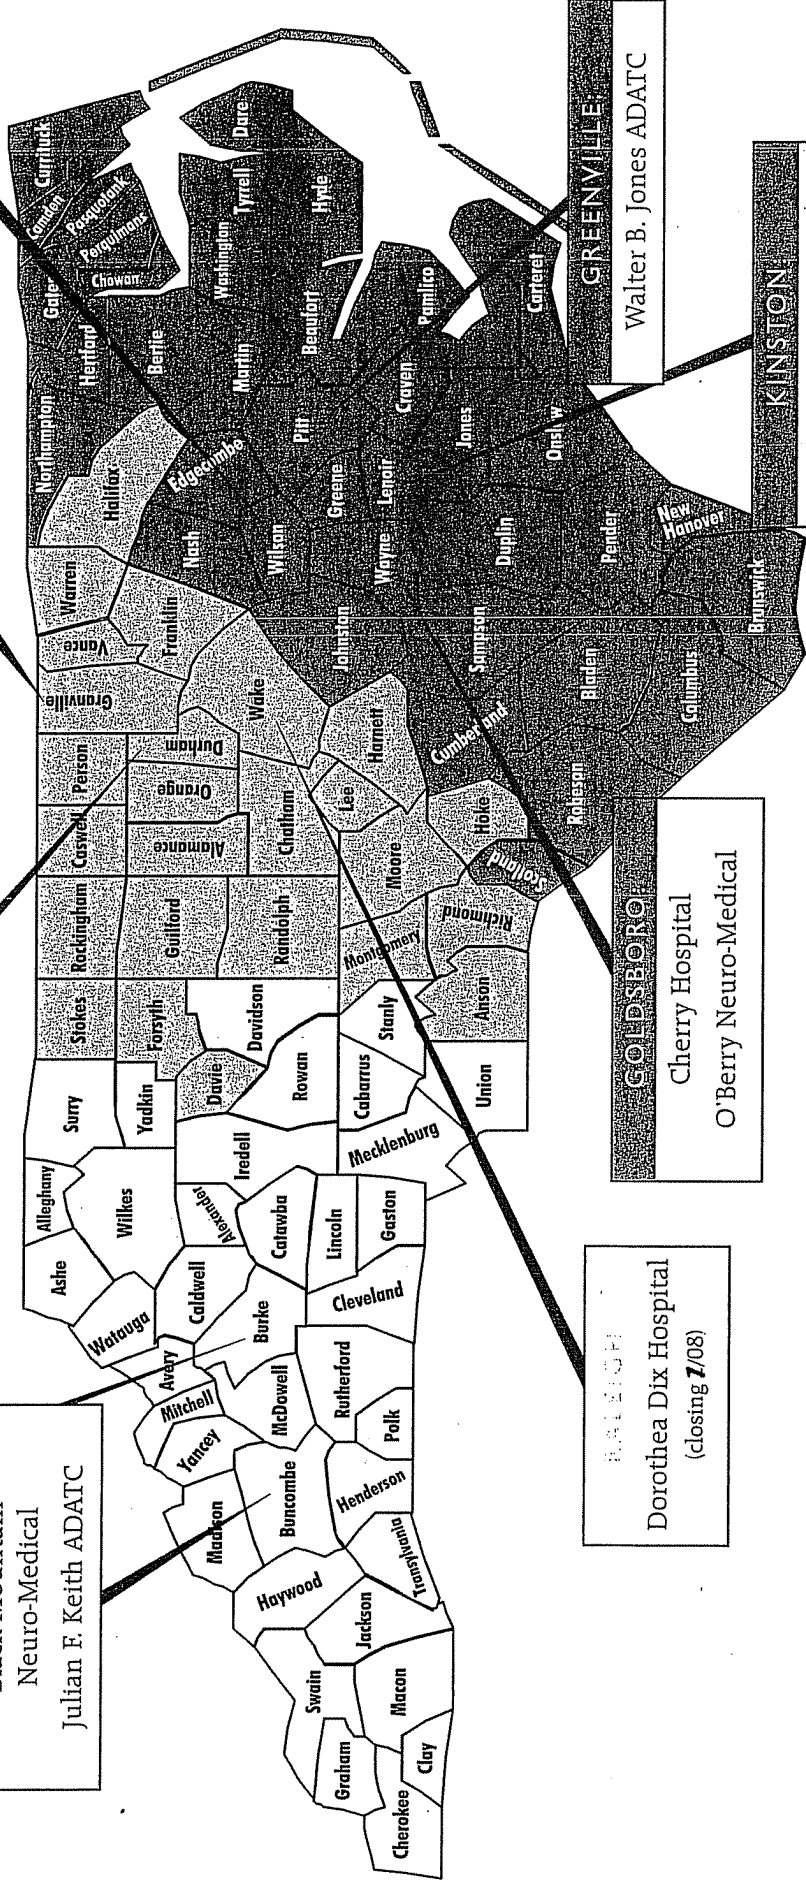 Neuro-Medical
Julian F. Keith ADATC
Cherokee
Graham
Clay
Swain
Macon
Jackson
Haywood
Transylvania
Madison
Buncombe
Henderson
Yancey
Mitchell
Avery
McDowell
Polk
Rutherford
Watauga
Ashe
Alleghany
Wilkes
Caldwell
Burke
Cleveland
Alexander
Catawba
Lincoln
Gaston
Surry
Yadkin
Iredell
Mecklenburg
Stokes
Forsyth
Davie
Davidson
Rowan
Cabarrus
Stanly
Union
Anson
Rockingham
Guilford
Randolph
Montgomery
Richmond
Caswell
Alamance
Chatham
Moore
Scotland
Person
Orange
Durham
Lee
Hoke
Granville
Vance
Wake
Harnett
Cumberland
Robeson
Warren
Franklin
Johnston
Sampson
Bladen
Columbus
Halifax
Nash
Wilson
Wayne
Duplin
Pender
New
Hanover
Brunswick
Northampton
Edgecombe
Greene
Lenoir
Jones
Onslow
Hertford
Bertie
Martin
Pitt
Craven
Gates
Chowan
Perquimans
Pasquotank
Camden
Currituck
Washington
Tyrrell
Dare
Beaufort
Hyde
Pamlico
Carteret
RALEIGH
Dorothea Dix Hospital
(closing 7/08)
GOLDSBORO
Cherry Hospital
O'Berry Neuro-Medical
KINSTON
GREENVILLE
Walter B. Jones ADATC